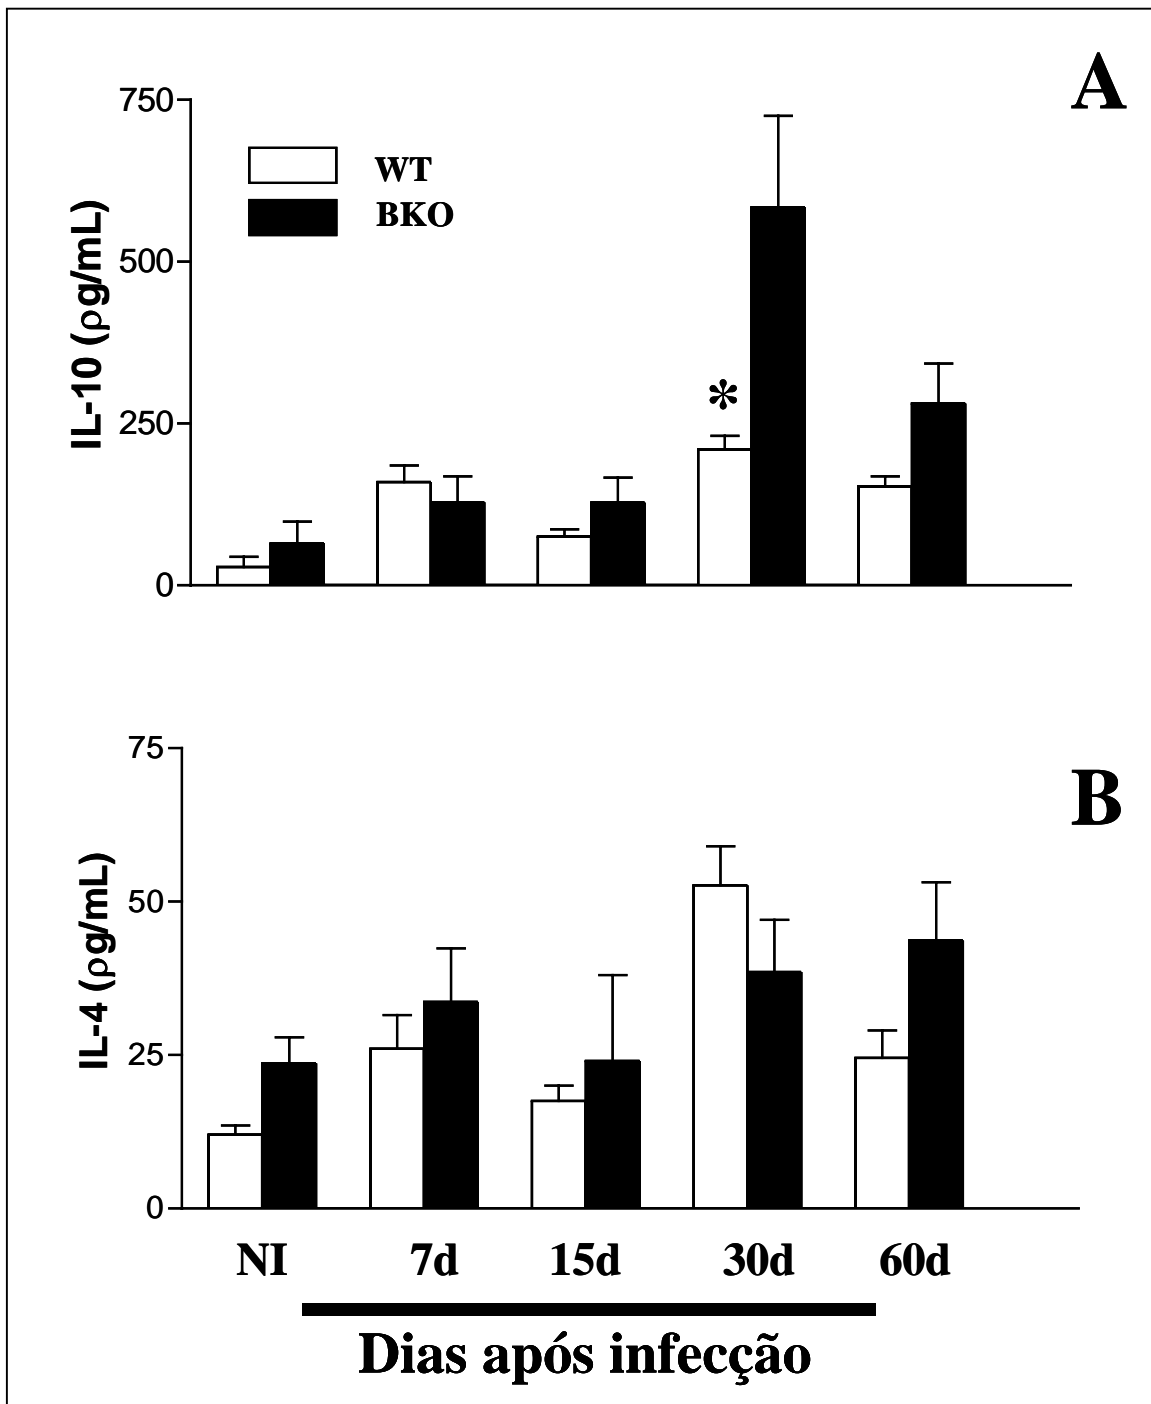 A
750
500
250
0
IL-10 (ρg/mL)
WT
BKO
*
B
75
50
25
0
IL-4 (ρg/mL)
NI 7d 15d 30d 60d
Dias após infecção